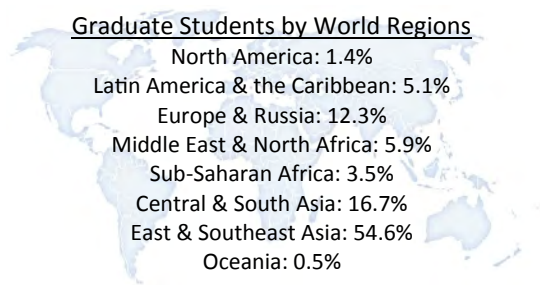 Graduate Students by World Regions
North America: 1.4%
Latin America & the Caribbean: 5.1%
Europe & Russia: 12.3%
Middle East & North Africa: 5.9%
Sub-Saharan Africa: 3.5%
Central & South Asia: 16.7%
East & Southeast Asia: 54.6%
Oceania: 0.5%